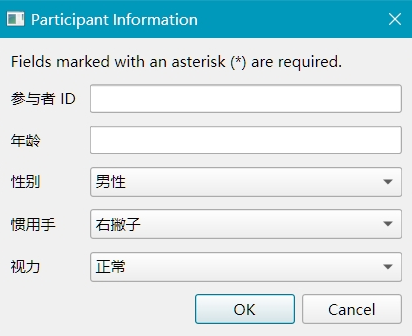 Participant Information
Fields marked with an asterisk (*) are required.
参与者 ID
年龄
性别 男性
惯用手 右撇子
视力 正常
OK Cancel